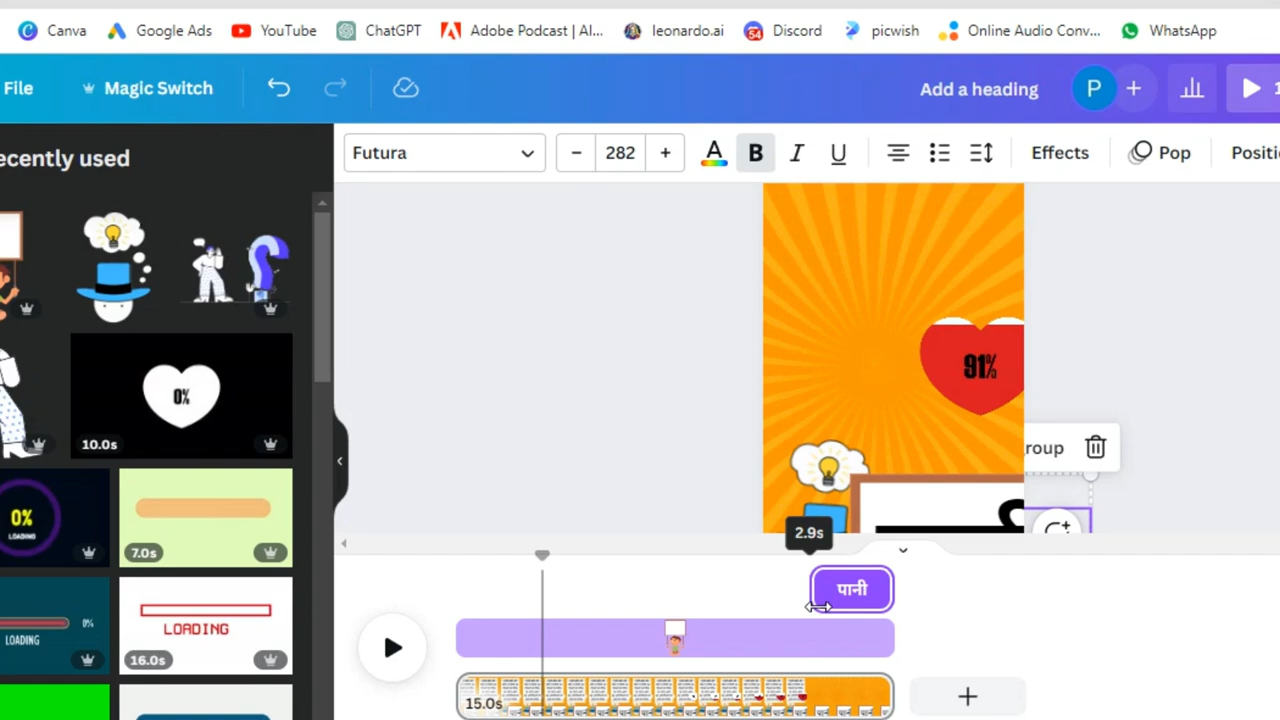 Canva
Google Ads
YouTube
ChatGPT
Adobe Podcast | AI...
leonardo.ai
54
Discord
picwish
Online Audio Conv...
WhatsApp
File
Magic Switch
Add a heading
P
+
1
ecently used
Futura
−
282
+
A
B
I
U
Effects
Pop
Positi
0%
10.0s
91%
roup
0%
LOADING
7.0s
2.9s
पानी
LOADING
0%
LOADING
16.0s
15.0s
+